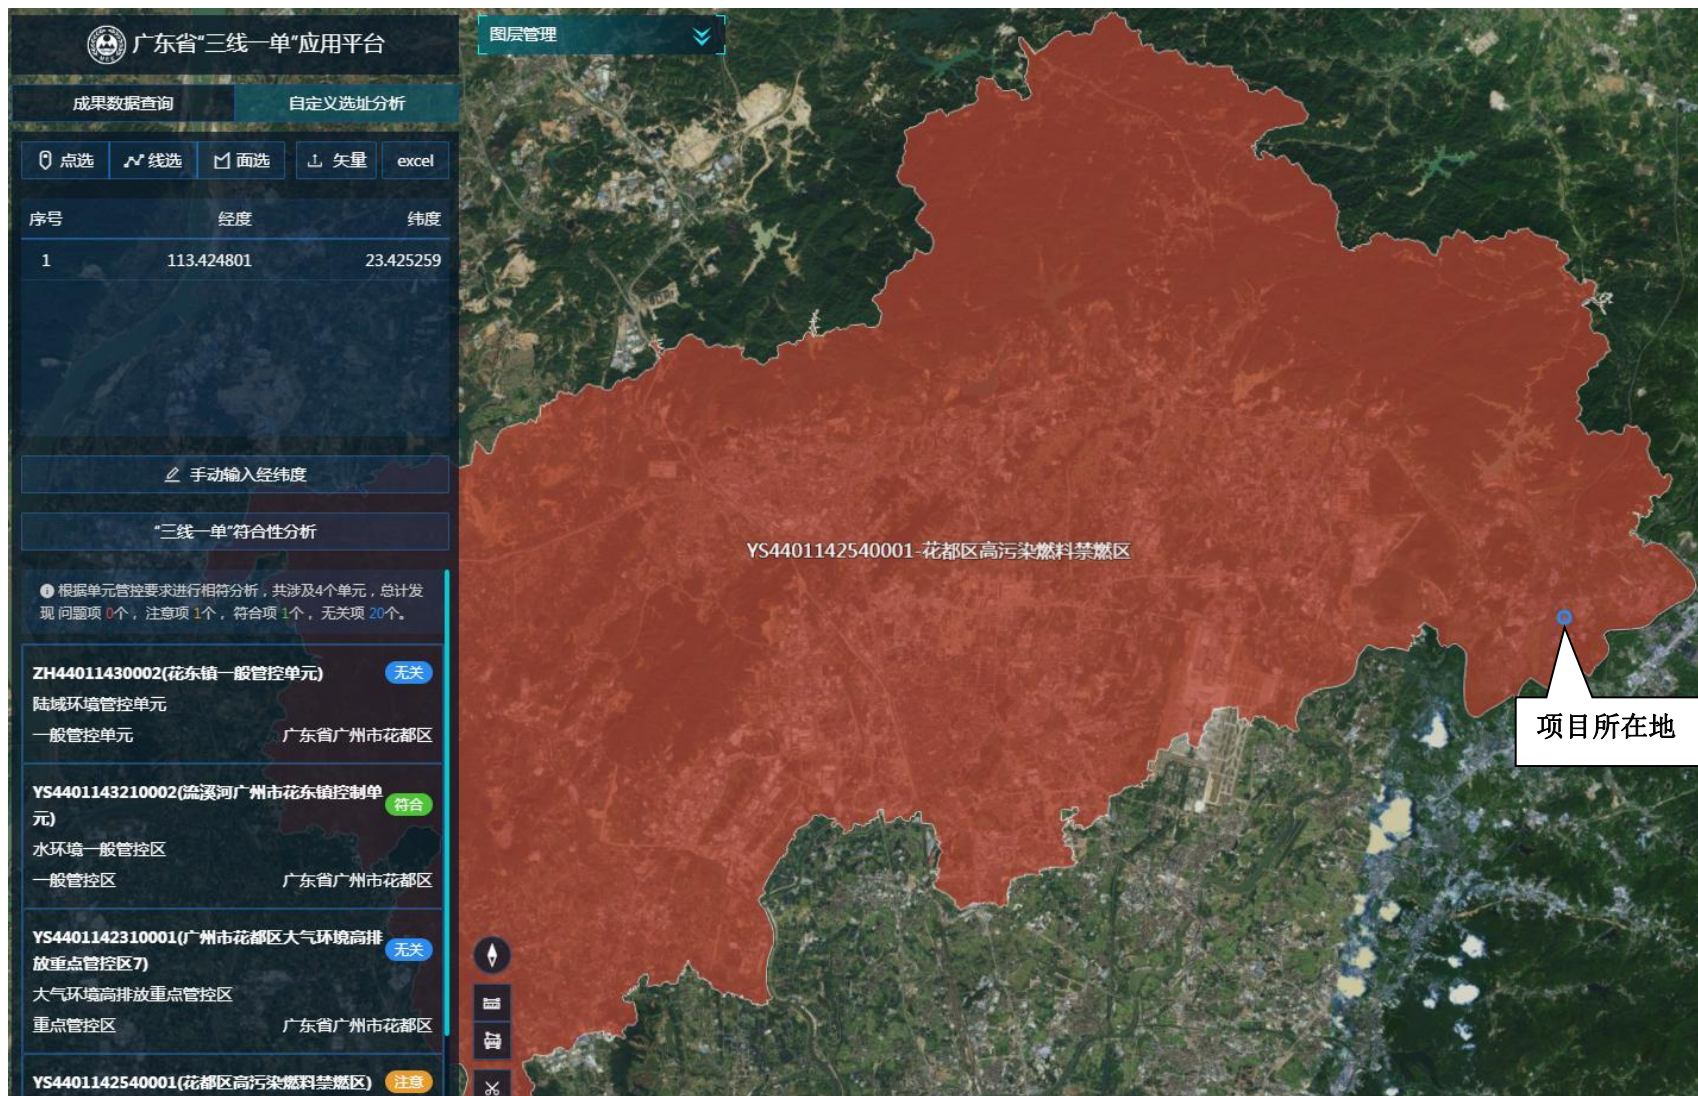 广东省“三线一单”应用平台
成果数据查询
自定义选址分析
点选
线选
面选
矢量
excel
序号 经度 纬度
1 113.424801 23.425259
手动输入经纬度
“三线一单”符合性分析
根据单元管控要求进行相符分析，共涉及4个单元，总计发
现 问题项 0个，注意项 1个，符合项 1个，无关项 20个。
ZH44011430002(花东镇一般管控单元) 无关
陆域环境管控单元
一般管控单元 广东省广州市花都区
YS4401143210002(流溪河广州市花东镇控制单
元) 符合
水环境一般管控区
一般管控区 广东省广州市花都区
YS4401142310001(广州市花都区大气环境高排
放重点管控区7) 无关
大气环境高排放重点管控区
重点管控区 广东省广州市花都区
YS4401142540001(花都区高污染燃料禁燃区) 注意
图层管理
YS4401142540001-花都区高污染燃料禁燃区
项目所在地